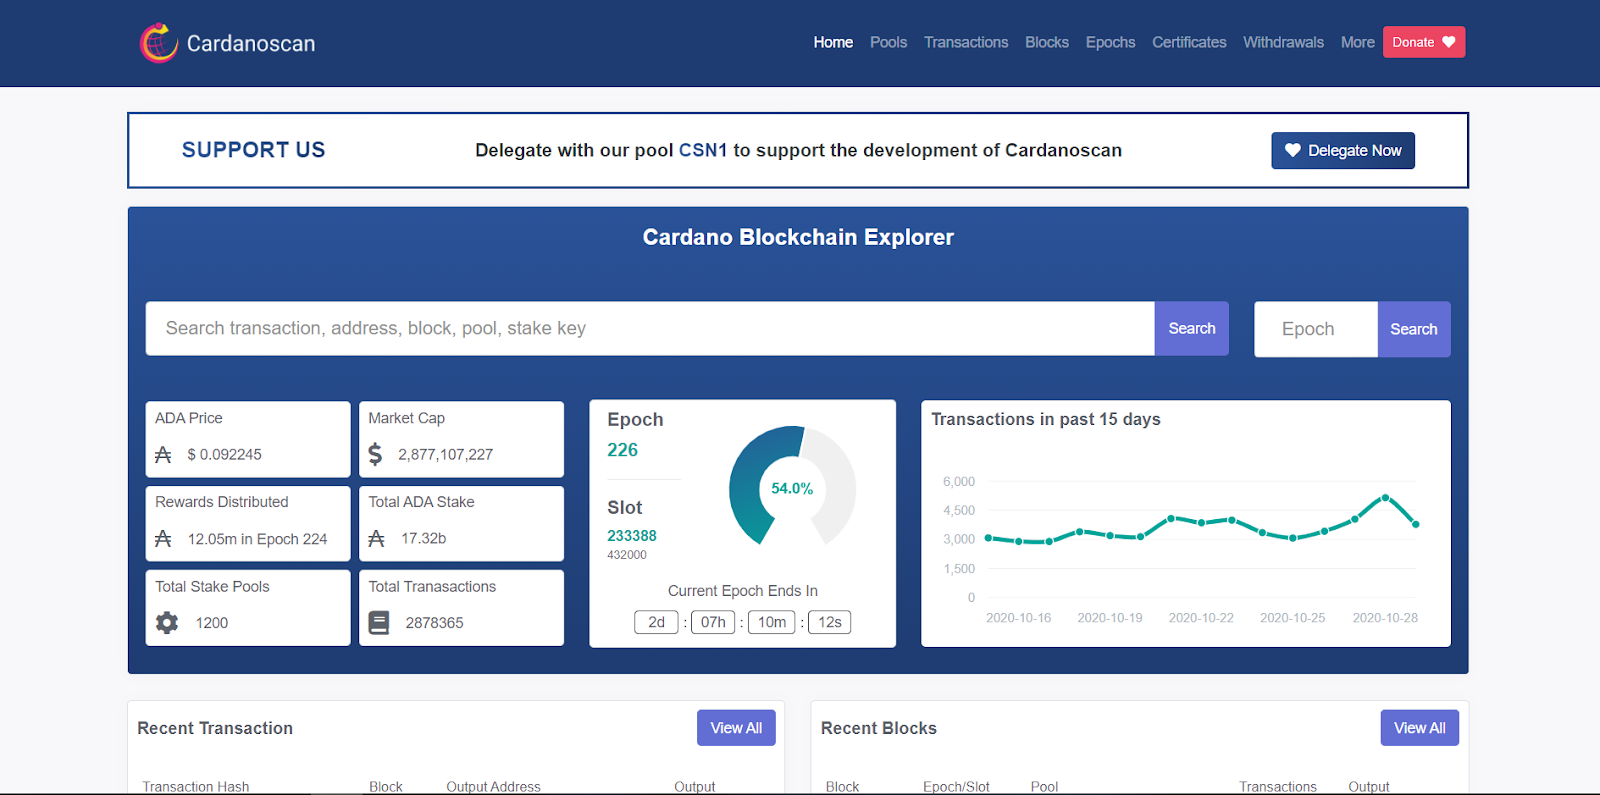 Cardanoscan
Home Pools Transactions Blocks Epochs Certificates Withdrawals More Donate
SUPPORT US
Delegate with our pool CSN1 to support the development of Cardanoscan
Delegate Now
Cardano Blockchain Explorer
Search transaction, address, block, pool, stake key
Search
Epoch
Search
ADA Price
$ 0.092245
Market Cap
2,877,107,227
Rewards Distributed
12.05m in Epoch 224
Total ADA Stake
17.32b
Total Stake Pools
1200
Total Tranasactions
2878365
Epoch
226
Slot
233388
432000
54.0%
Current Epoch Ends In
2d : 07h : 10m : 12s
Transactions in past 15 days
6,000
4,500
3,000
1,500
0
2020-10-16 2020-10-19 2020-10-22 2020-10-25 2020-10-28
Recent Transaction
View All
Transaction Hash Block Output Address Output
Recent Blocks
View All
Block Epoch/Slot Pool Transactions Output